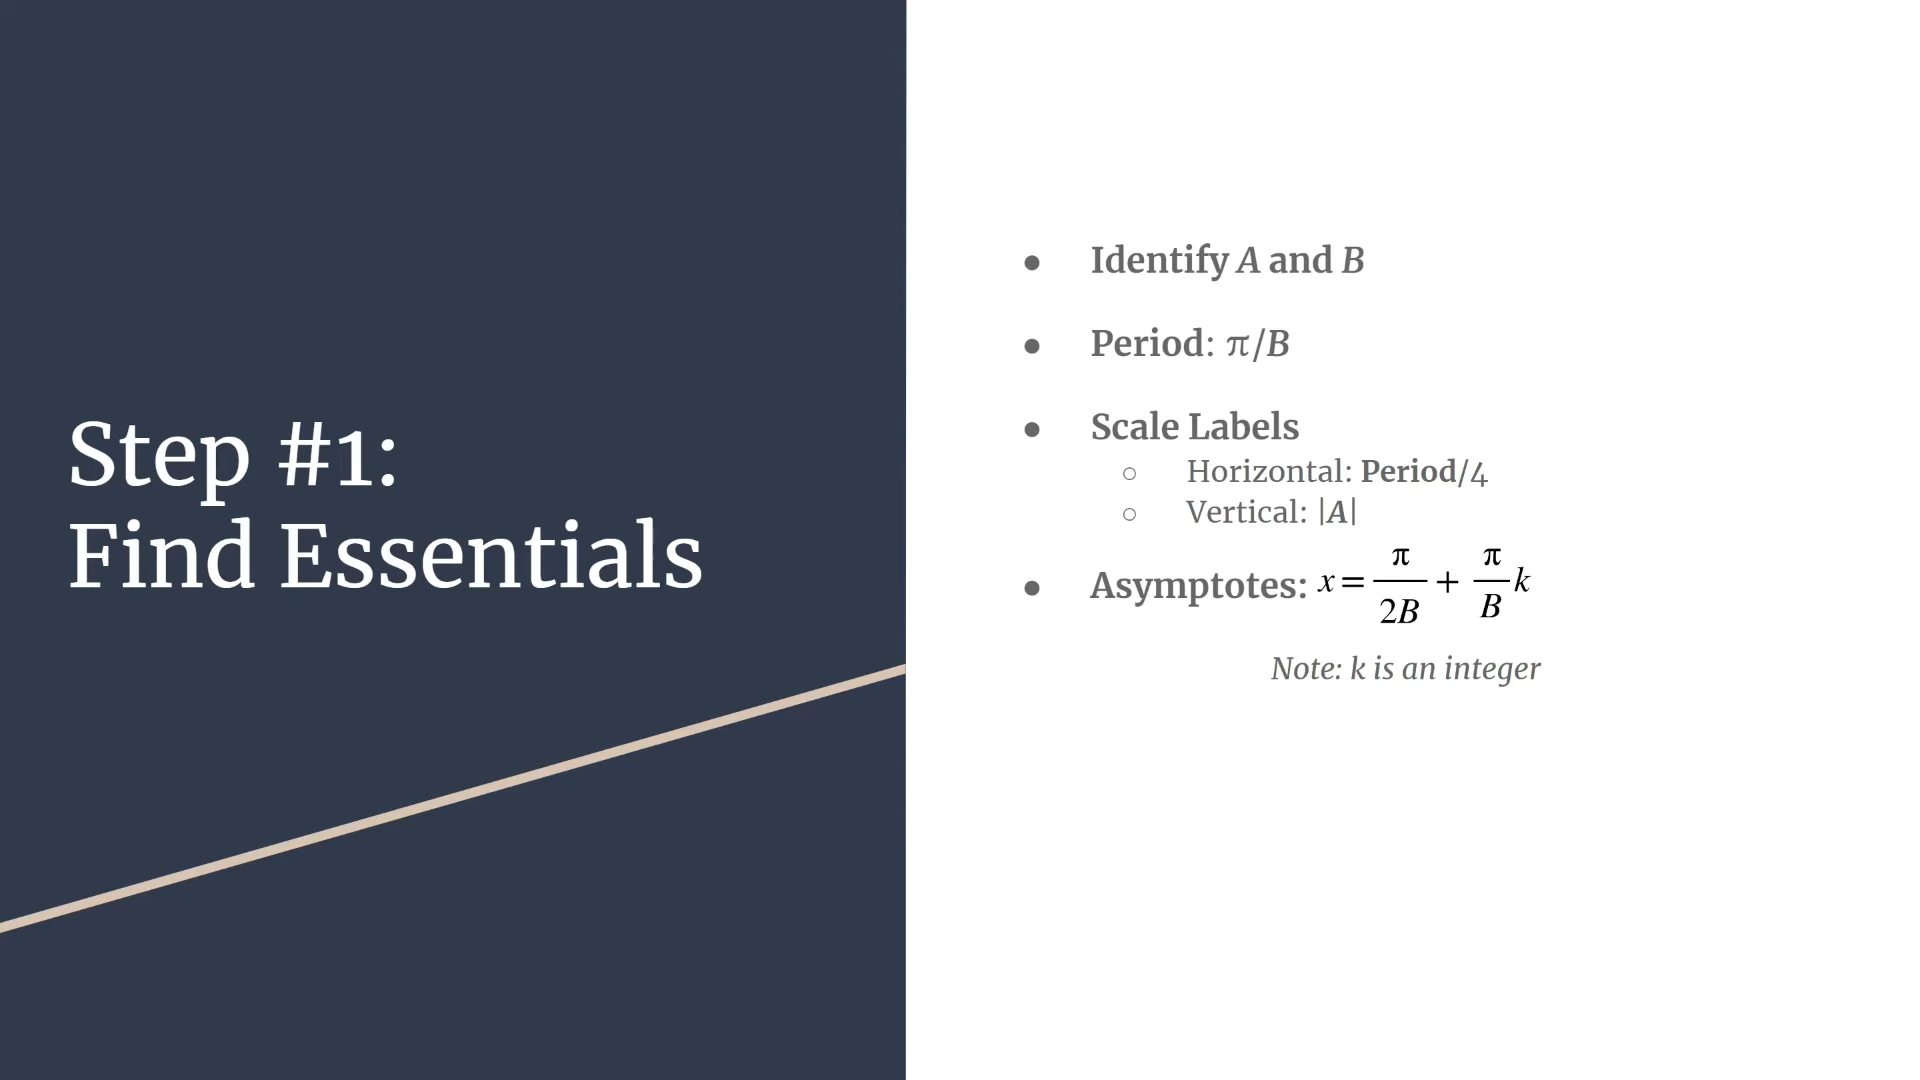 Step #1:
Find Essentials
● Identify A and B
● Period: π/B
● Scale Labels
○ Horizontal: Period/4
○ Vertical: |A|
● Asymptotes: x = π/2B + π/B k
Note: k is an integer